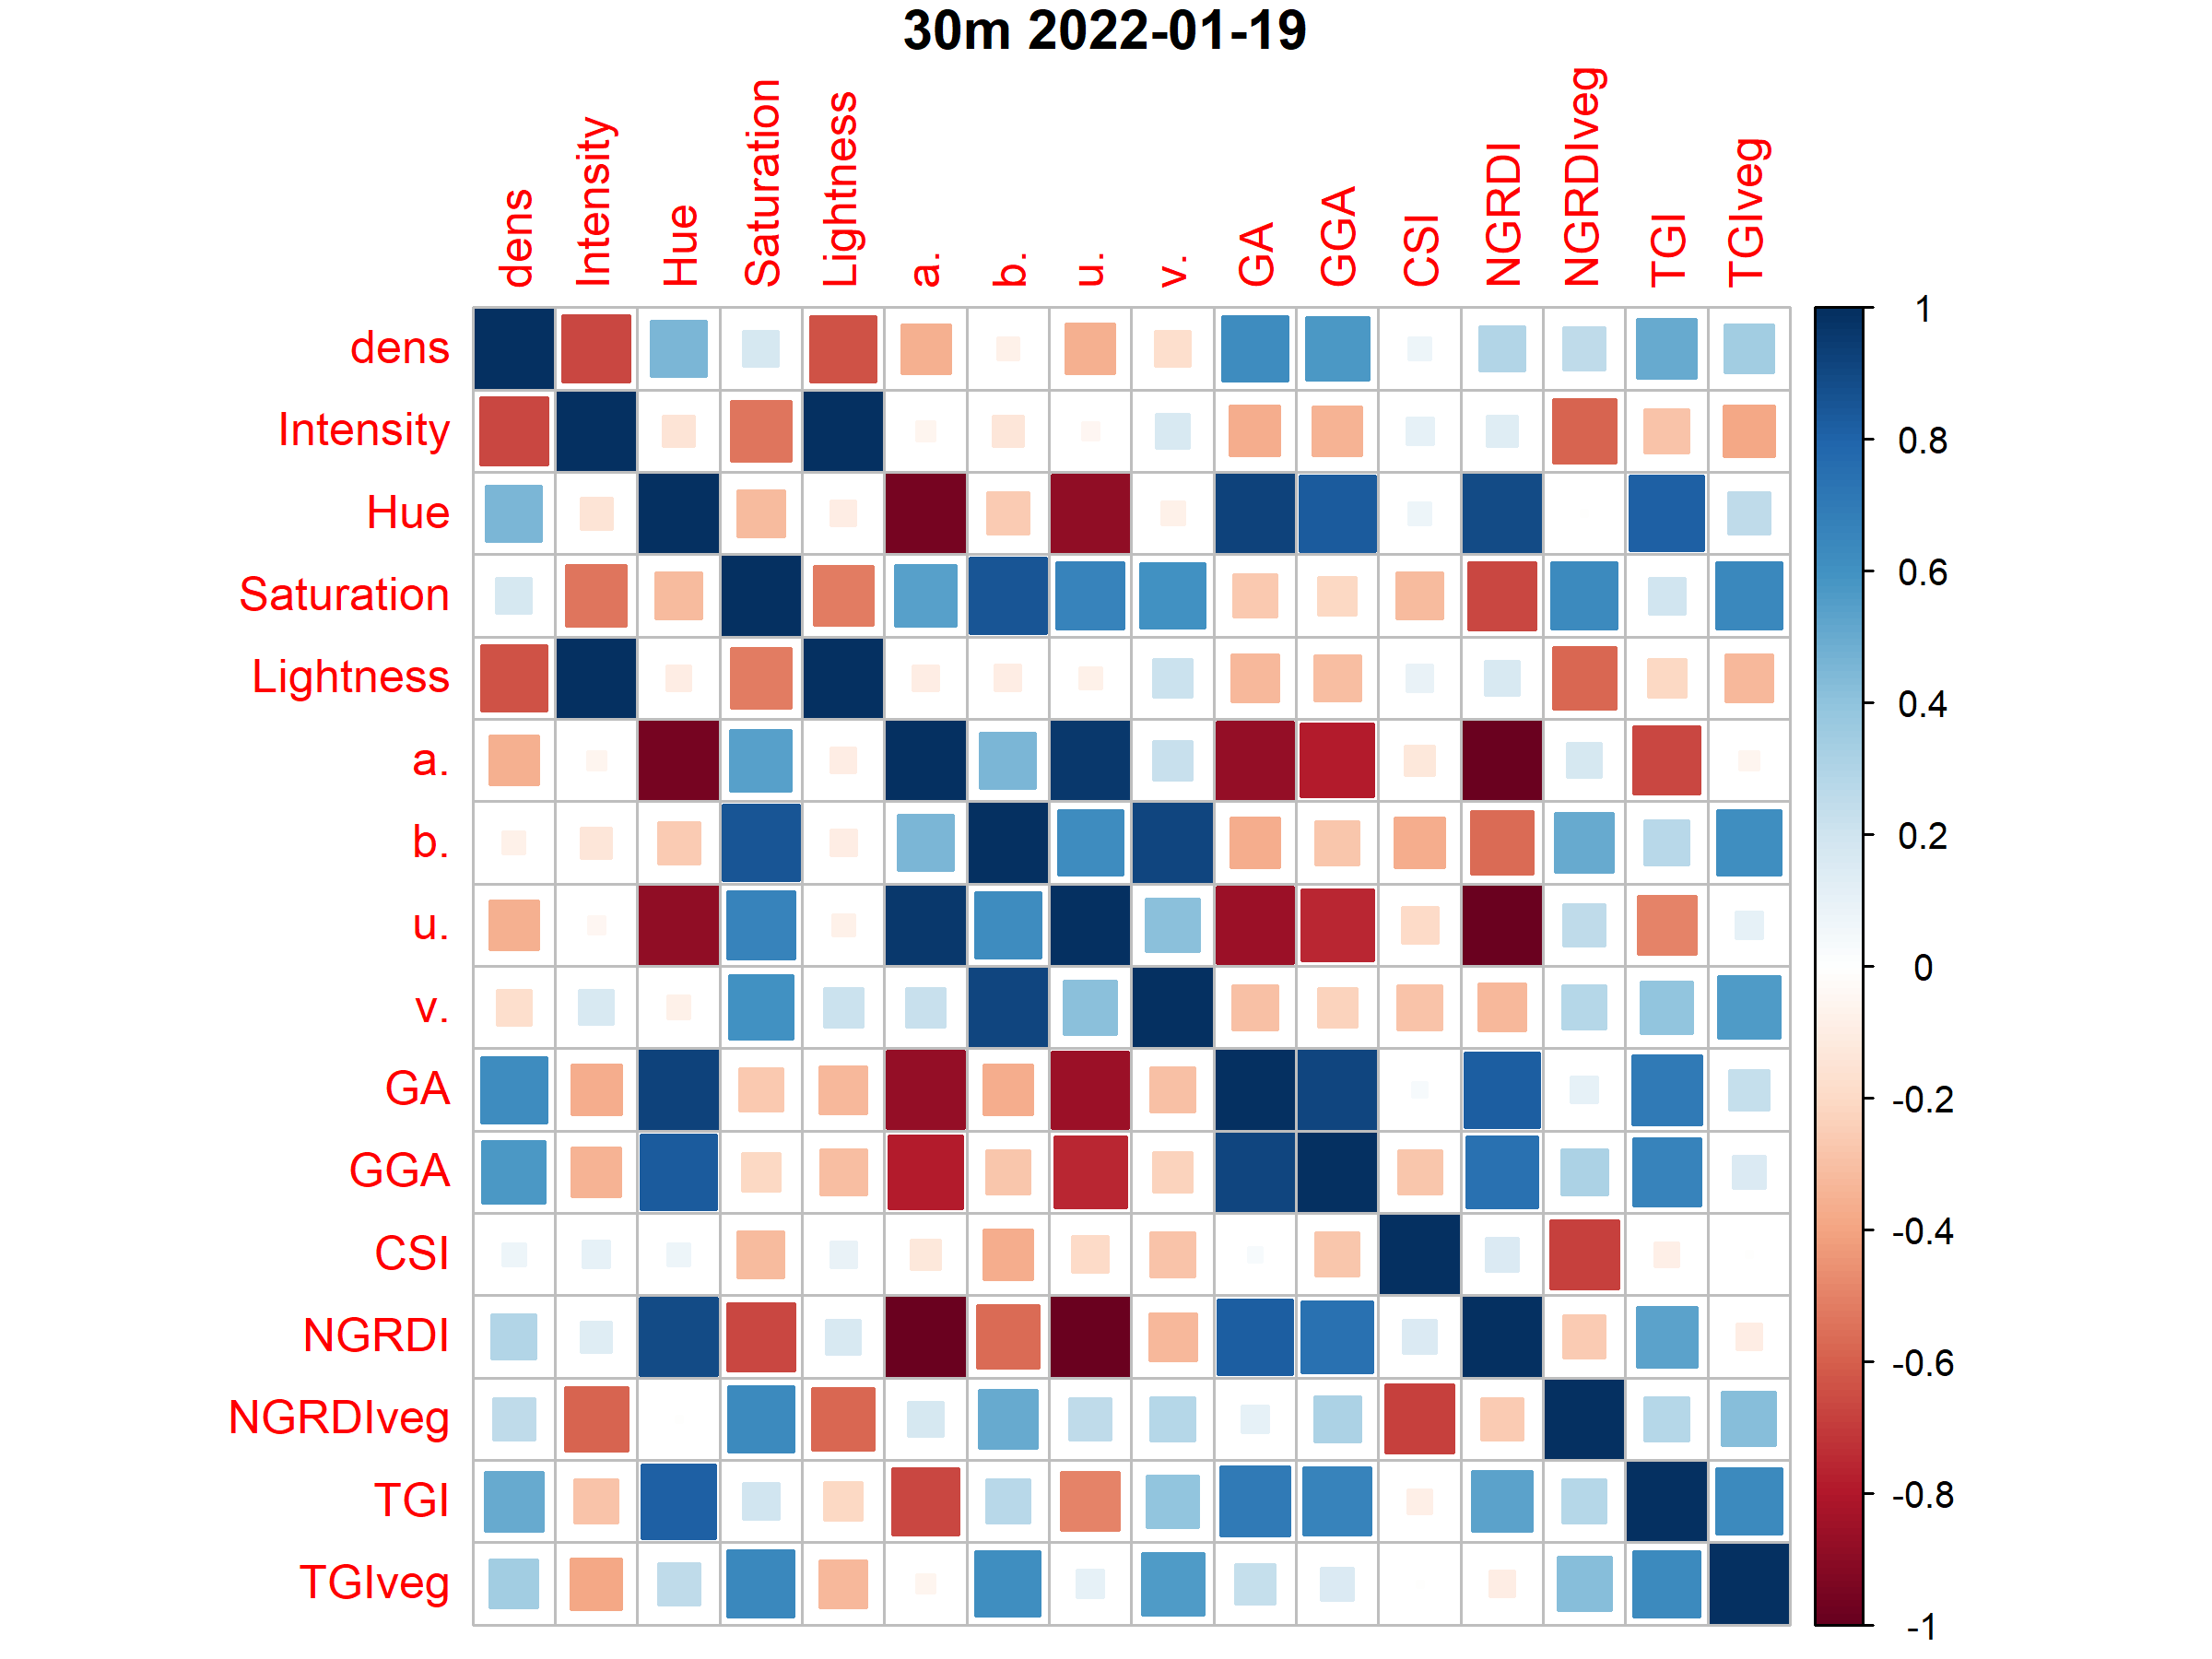 30m 2022-01-19
dens Intensity Hue Saturation Lightness a. b. u. v. GA GGA CSI NGRDI NGRDIveg TGI TGIveg
dens
Intensity
Hue
Saturation
Lightness
a.
b.
u.
v.
GA
GGA
CSI
NGRDI
NGRDIveg
TGI
TGIveg
1
0.8
0.6
0.4
0.2
0
-0.2
-0.4
-0.6
-0.8
-1